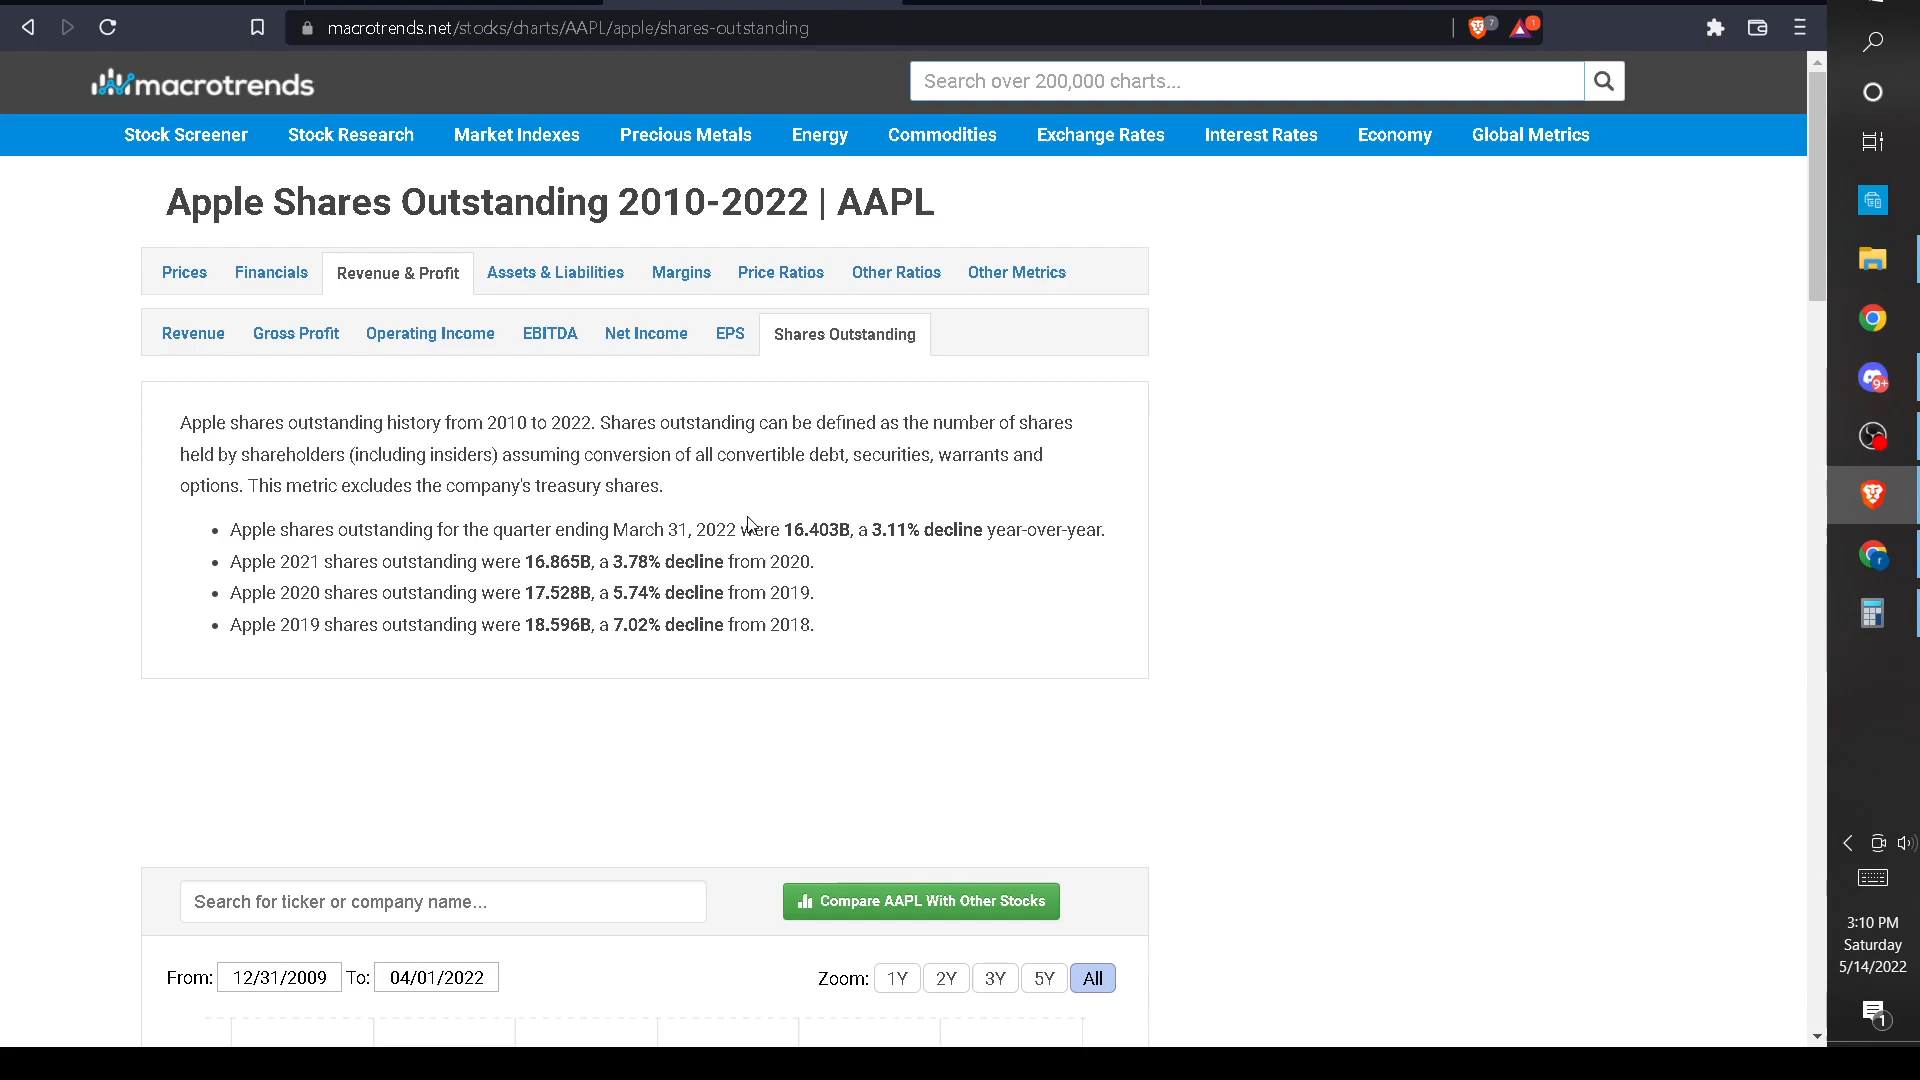 macrotrends.net/stocks/charts/AAPL/apple/shares-outstanding
7
1
macrotrends
Search over 200,000 charts...
Stock Screener Stock Research Market Indexes Precious Metals Energy Commodities Exchange Rates Interest Rates Economy Global Metrics
Apple Shares Outstanding 2010-2022 | AAPL
Prices Financials Revenue & Profit Assets & Liabilities Margins Price Ratios Other Ratios Other Metrics
Revenue Gross Profit Operating Income EBITDA Net Income EPS Shares Outstanding
Apple shares outstanding history from 2010 to 2022. Shares outstanding can be defined as the number of shares
held by shareholders (including insiders) assuming conversion of all convertible debt, securities, warrants and
options. This metric excludes the company's treasury shares.
• Apple shares outstanding for the quarter ending March 31, 2022 were 16.403B, a 3.11% decline year-over-year.
• Apple 2021 shares outstanding were 16.865B, a 3.78% decline from 2020.
• Apple 2020 shares outstanding were 17.528B, a 5.74% decline from 2019.
• Apple 2019 shares outstanding were 18.596B, a 7.02% decline from 2018.
Search for ticker or company name...
Compare AAPL With Other Stocks
From: 12/31/2009 To: 04/01/2022
Zoom: 1Y 2Y 3Y 5Y All
9+
r
3:10 PM
Saturday
5/14/2022
1